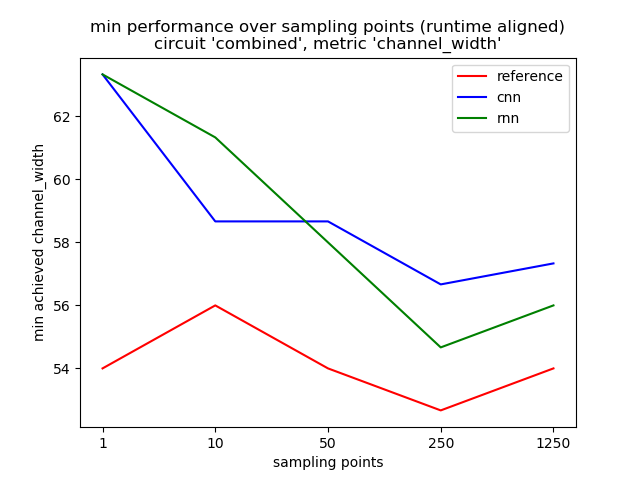 min performance over sampling points (runtime aligned)
circuit 'combined', metric 'channel_width'
reference
cnn
rnn
62
60
58
56
54
min achieved channel_width
1
10
50
250
1250
sampling points